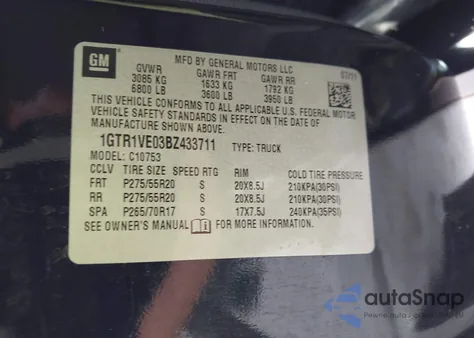 GM
MFD BY GENERAL MOTORS LLC
GVWR GAWR FRT GAWR RR
3085 KG 1633 KG 1792 KG
6800 LB 3600 LB 3950 LB
THIS VEHICLE CONFORMS TO ALL APPLICABLE U.S. FEDERAL MOTOR
VEHICLE SAFETY STANDARDS IN EFFECT ON THE DATE OF
MANUFACTURE SHOWN ABOVE.
1GTR1VE03BZ433711 TYPE: TRUCK
MODEL: C10753
CCLV TIRE SIZE SPEED RTG RIM COLD TIRE PRESSURE
FRT P275/55R20 S 20X8.5J 210KPA(30PSI)
RR P275/55R20 S 20X8.5J 210KPA(30PSI)
SPA P265/70R17 S 17X7.5J 240KPA(35PSI)
SEE OWNER'S MANUAL FOR MORE INFORMATION.
autoSnap